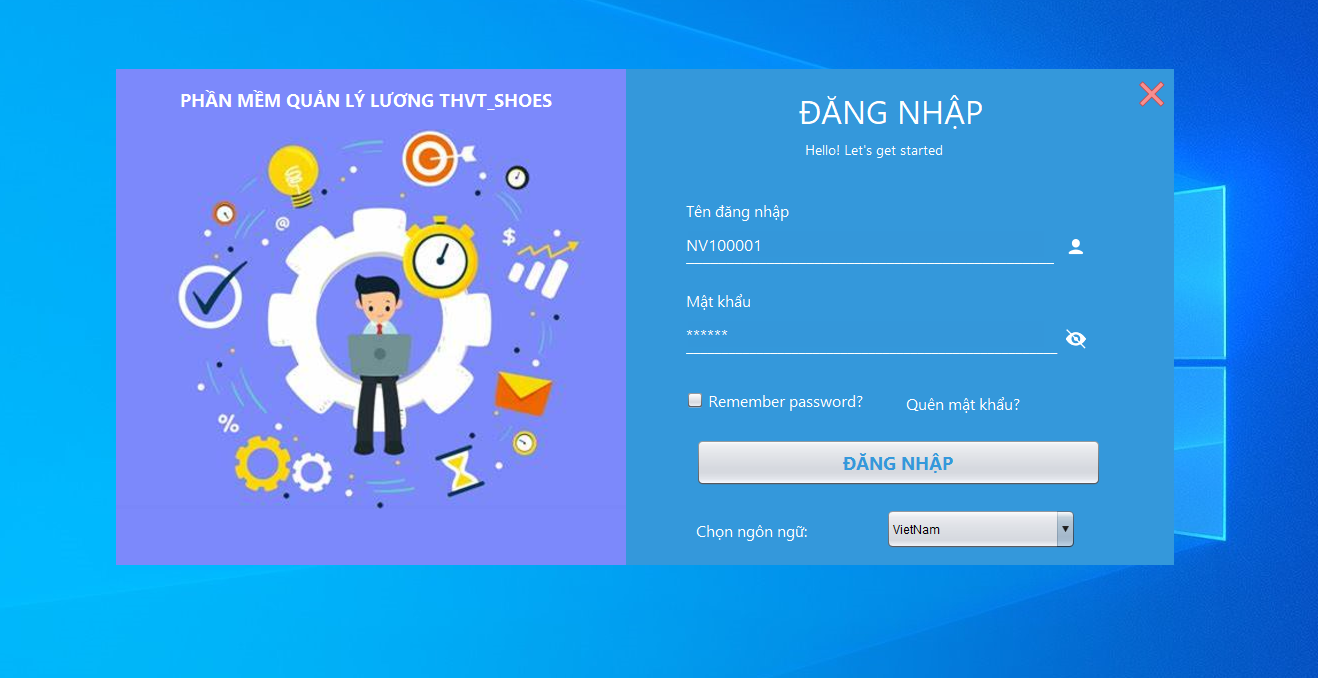 PHẦN MỀM QUẢN LÝ LƯƠNG THVT_SHOES
@
$
%
ĐĂNG NHẬP
Hello! Let's get started
Tên đăng nhập
NV100001
Mật khẩu
******
Remember password?
Quên mật khẩu?
ĐĂNG NHẬP
Chọn ngôn ngữ:
VietNam